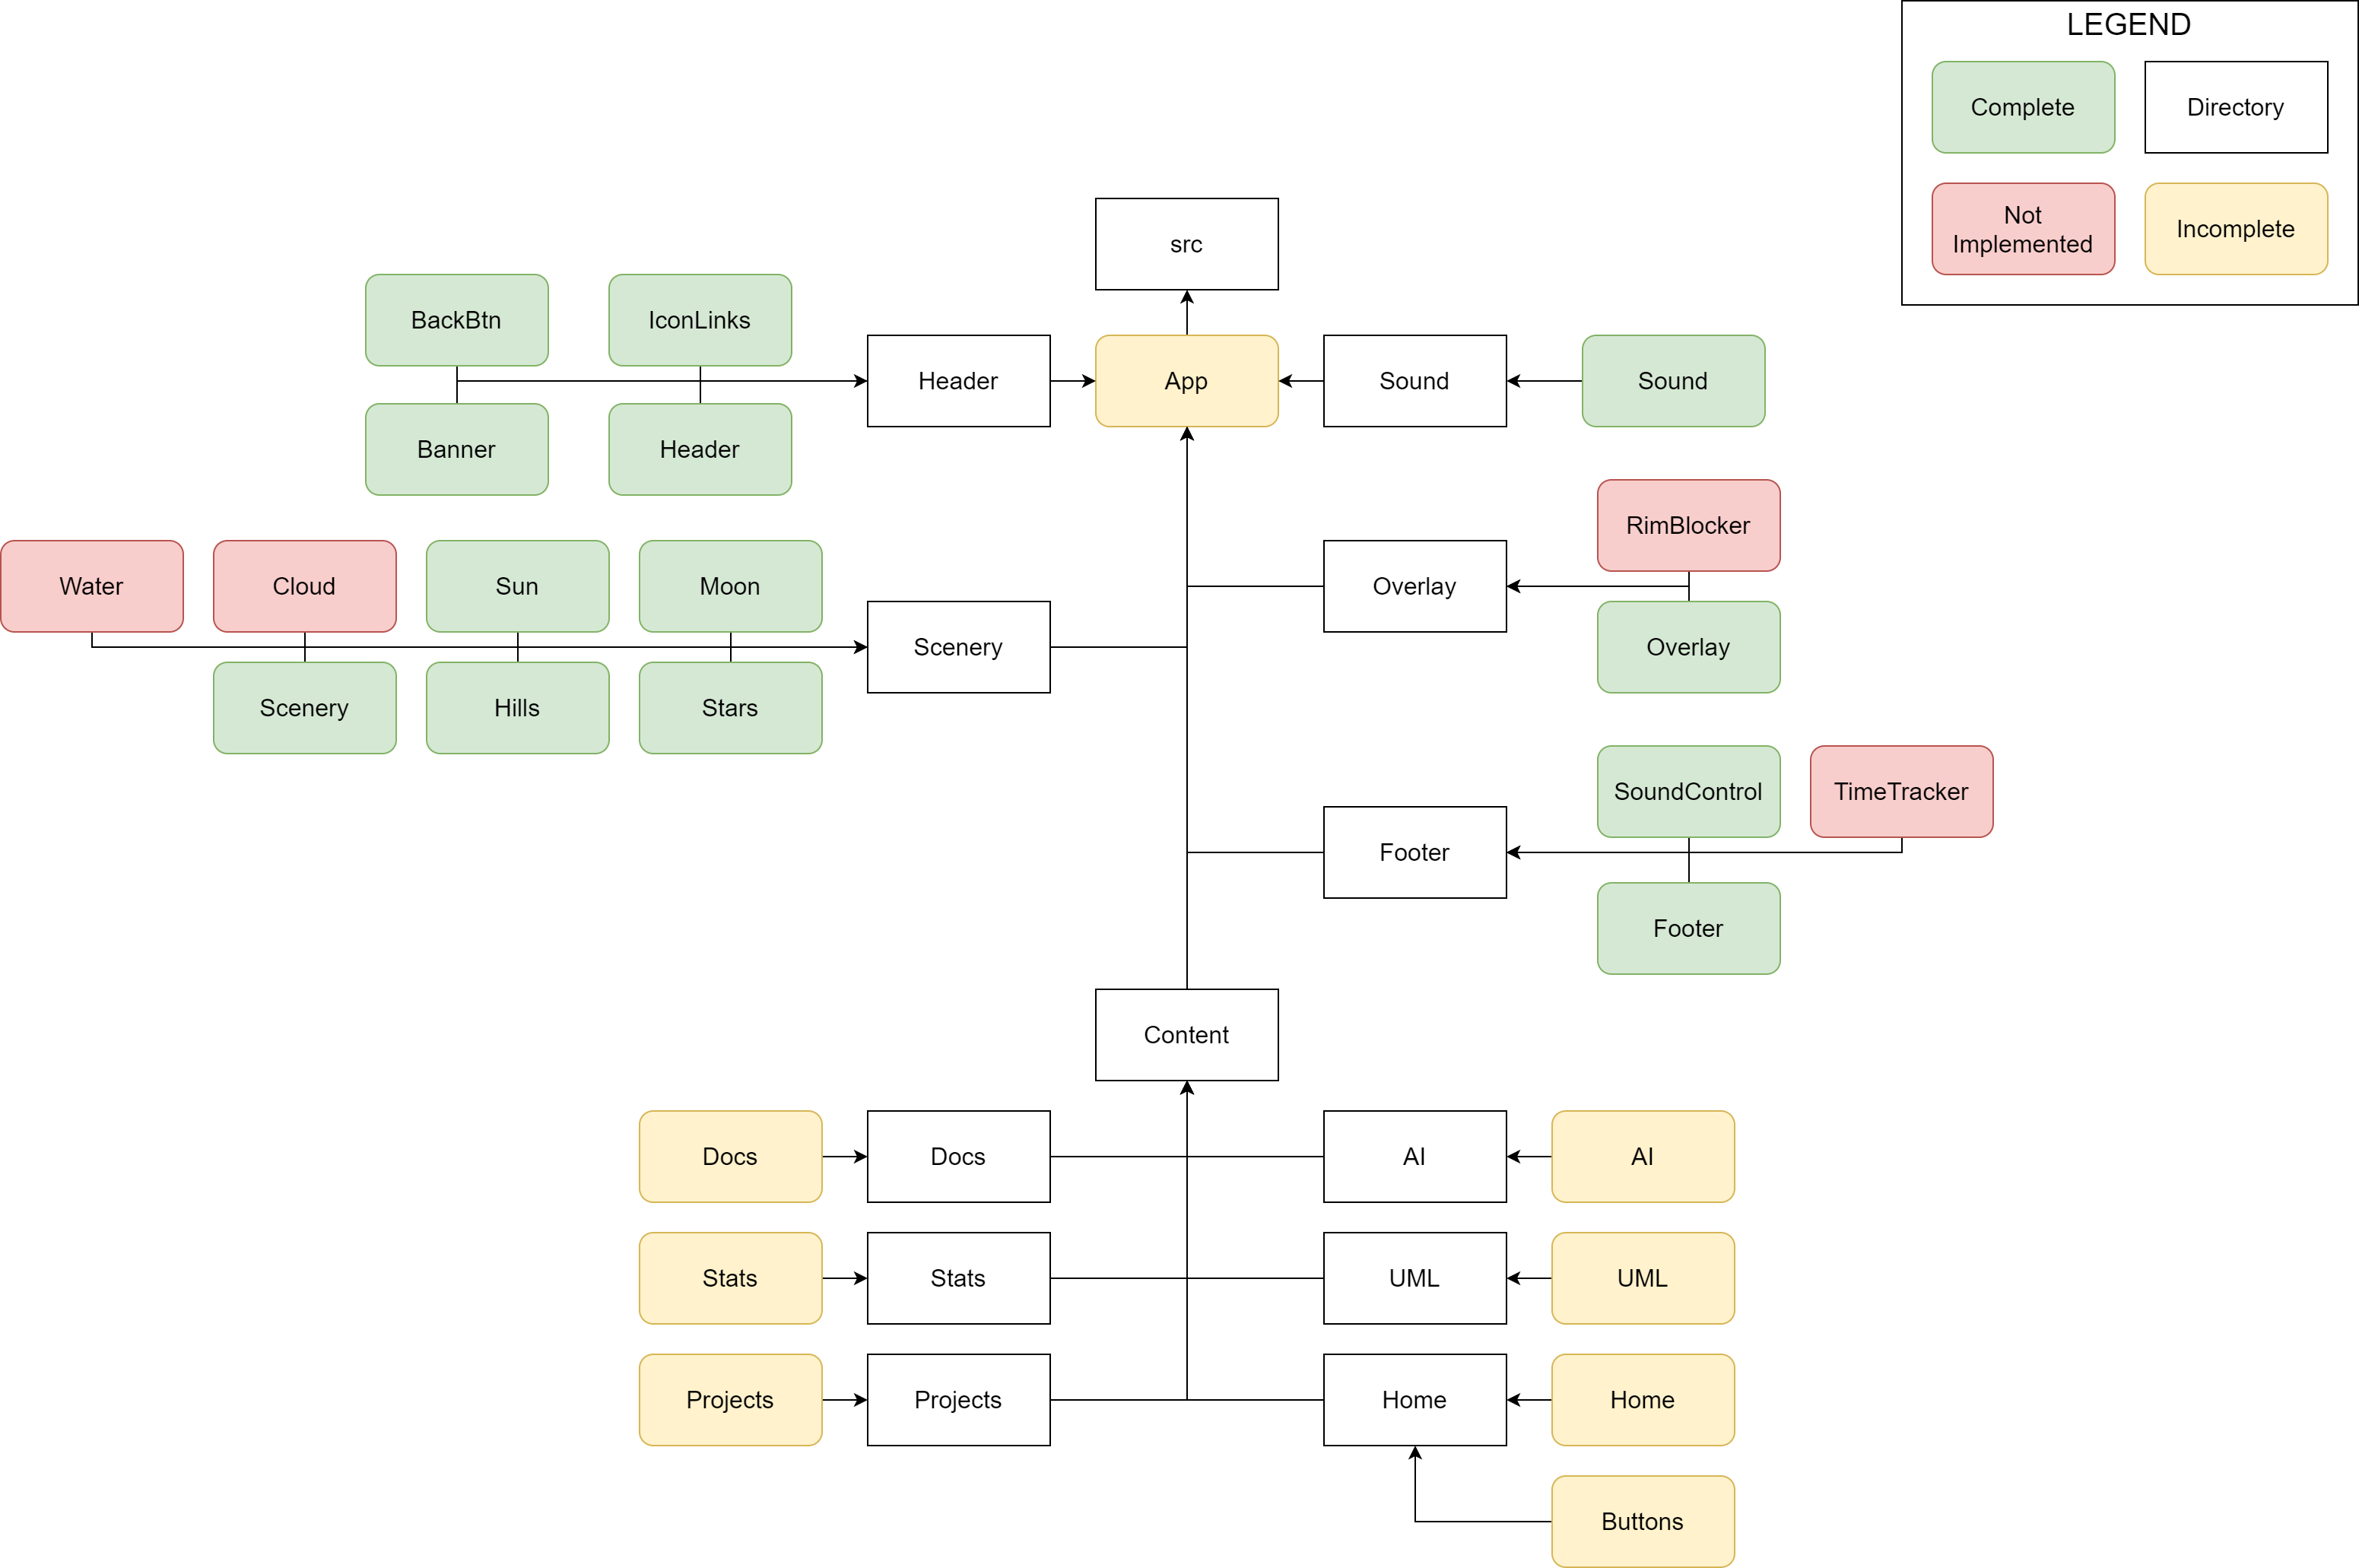 LEGEND
Complete
Directory
Not
Implemented
Incomplete
src
BackBtn
IconLinks
Header
App
Sound
Sound
Banner
Header
RimBlocker
Water
Cloud
Sun
Moon
Overlay
Scenery
Overlay
Scenery
Hills
Stars
SoundControl
TimeTracker
Footer
Footer
Content
Docs
Docs
AI
AI
Stats
Stats
UML
UML
Projects
Projects
Home
Home
Buttons